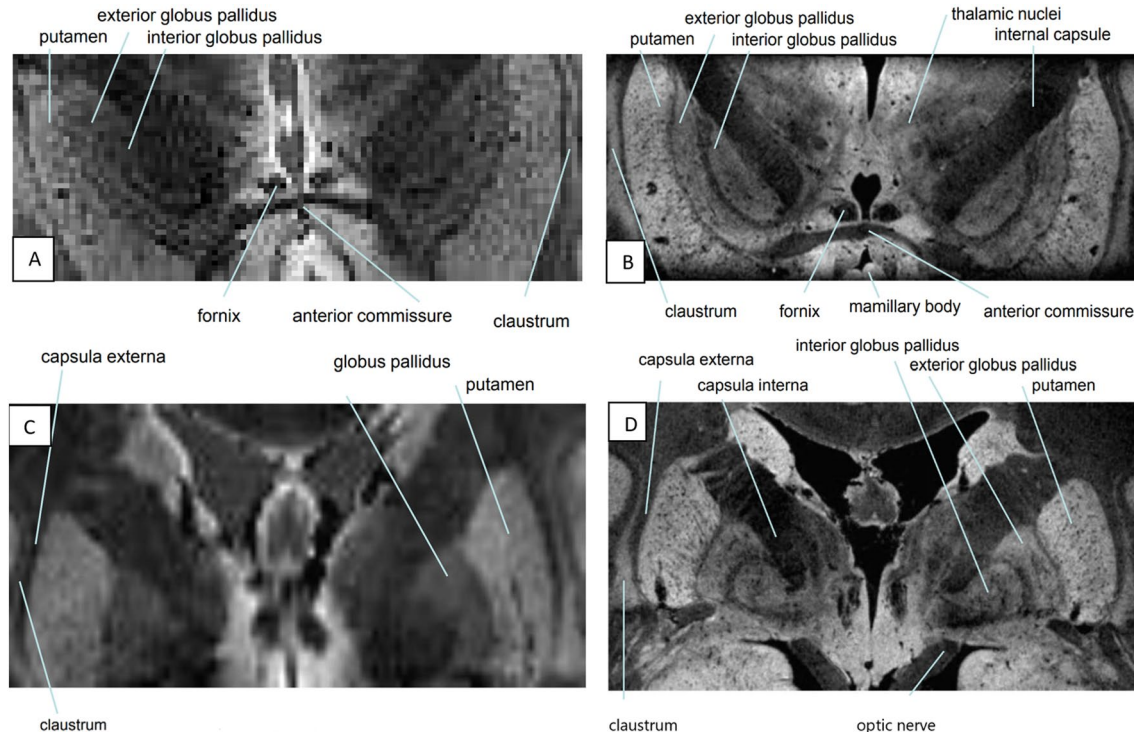 exterior globus pallidus
putamen
interior globus pallidus
A
fornix
anterior commissure
claustrum
exterior globus pallidus
putamen
interior globus pallidus
thalamic nuclei
internal capsule
B
claustrum
fornix
mamillary body
anterior commissure
capsula externa
globus pallidus
putamen
C
claustrum
interior globus pallidus
capsula externa
exterior globus pallidus
capsula interna
putamen
D
claustrum
optic nerve